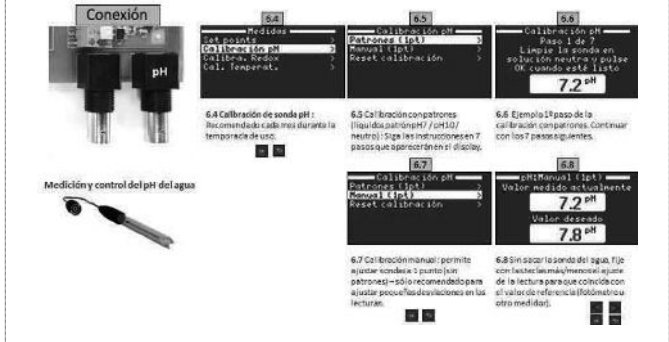 Conexión
pH
Medición y control del pH del agua
6.4
Medidas
Set points >
Calibración pH >
Calibra. Redox >
Cal. Temperat. >
6.4 Calibración de sonda pH :
Recomendado cada mes durante la
temporada de uso.
6.5
Calibración pH
Patrones (1pt) >
Manual (1pt) >
Reset calibración >
6.5 Calibración con patrones
(líquidos patrón pH7 / pH10 /
neutro) : Siga las instrucciones en 7
pasos que aparecerán en el display.
6.6
Calibración pH
Paso 1 de 7
Limpie la sonda en
solución neutra y pulse
OK cuando esté listo
7.2 pH
6.6 Ejemplo 1º paso de la
calibración con patrones. Continuar
con los 7 pasos siguientes.
6.7
Calibración pH
Patrones (1pt) >
Manual (1pt) >
Reset calibración >
6.7 Calibración manual : permite
ajustar sondas a 1 punto (sin
patrones) – sólo recomendado para
ajustar pequeñas desviaciones en las
lecturas.
6.8
pH:Manual (1pt)
Valor medido actualmente
7.2 pH
Valor deseado
7.8 pH
6.8 Sin sacar la sonda del agua, fije
con las teclas más/menos el ajuste
de la lectura para que coincida con
el valor de referencia (fotómetro u
otro medidor).